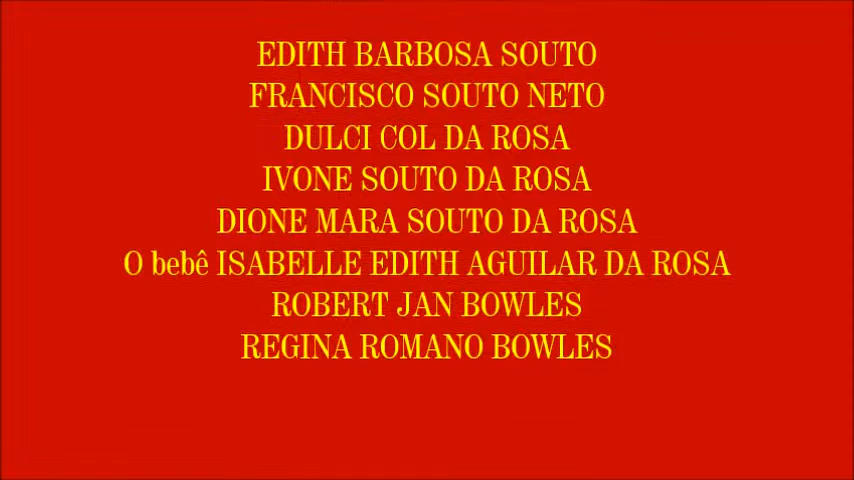 EDITH BARBOSA SOUTO
FRANCISCO SOUTO NETO
DULCI COL DA ROSA
IVONE SOUTO DA ROSA
DIONE MARA SOUTO DA ROSA
O bebê ISABELLE EDITH AGUILAR DA ROSA
ROBERT JAN BOWLES
REGINA ROMANO BOWLES